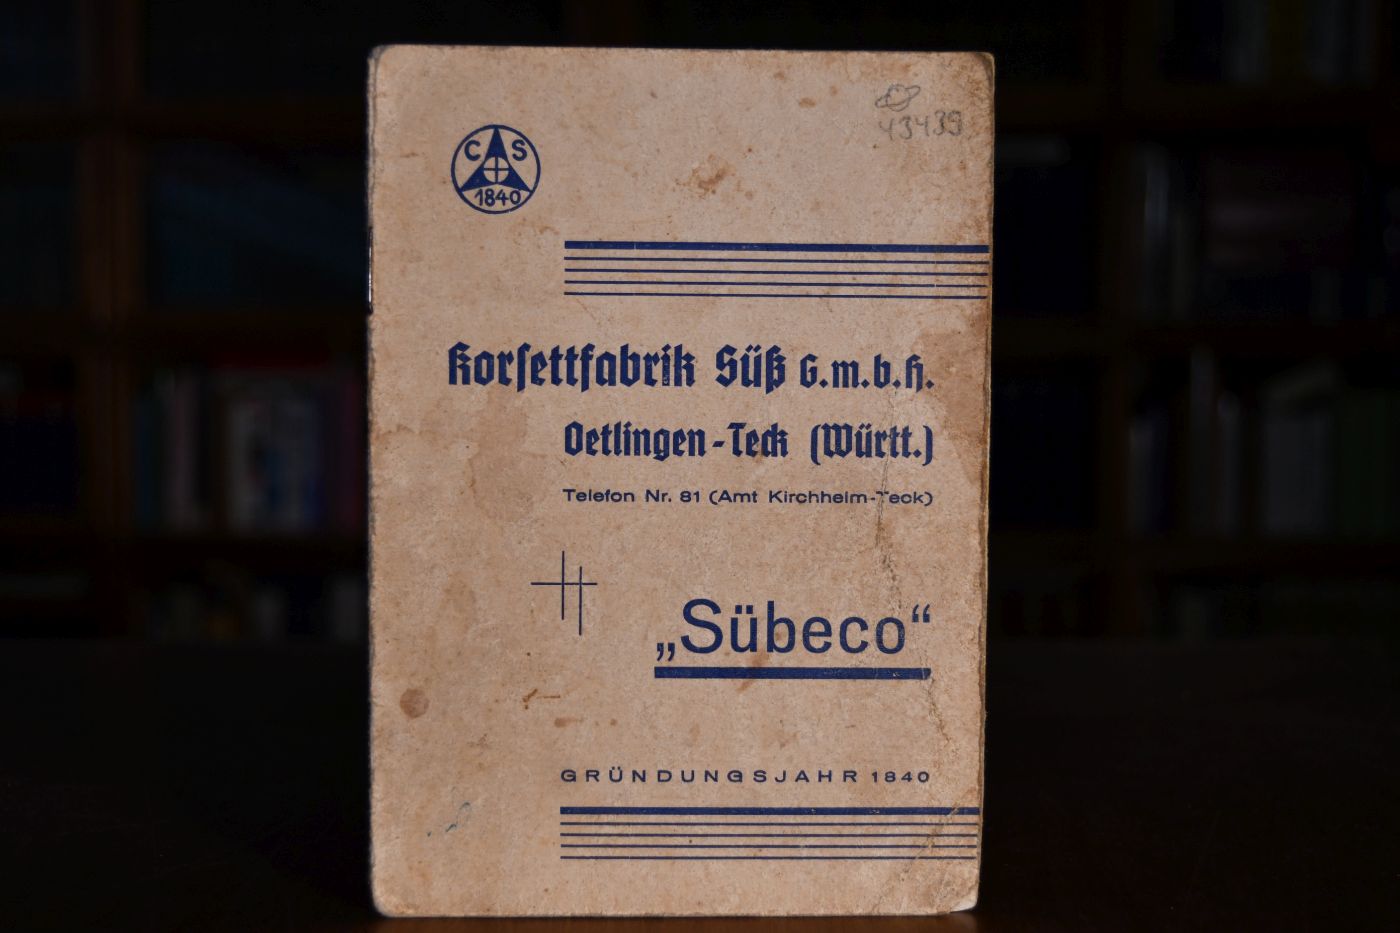 43439
C S
1840
Korsettfabrik Süß G.m.b.H.
Oetlingen-Teck (Württ.)
Telefon Nr. 81 (Amt Kirchheim-Teck)
„Sübeco“
GRÜNDUNGSJAHR 1840